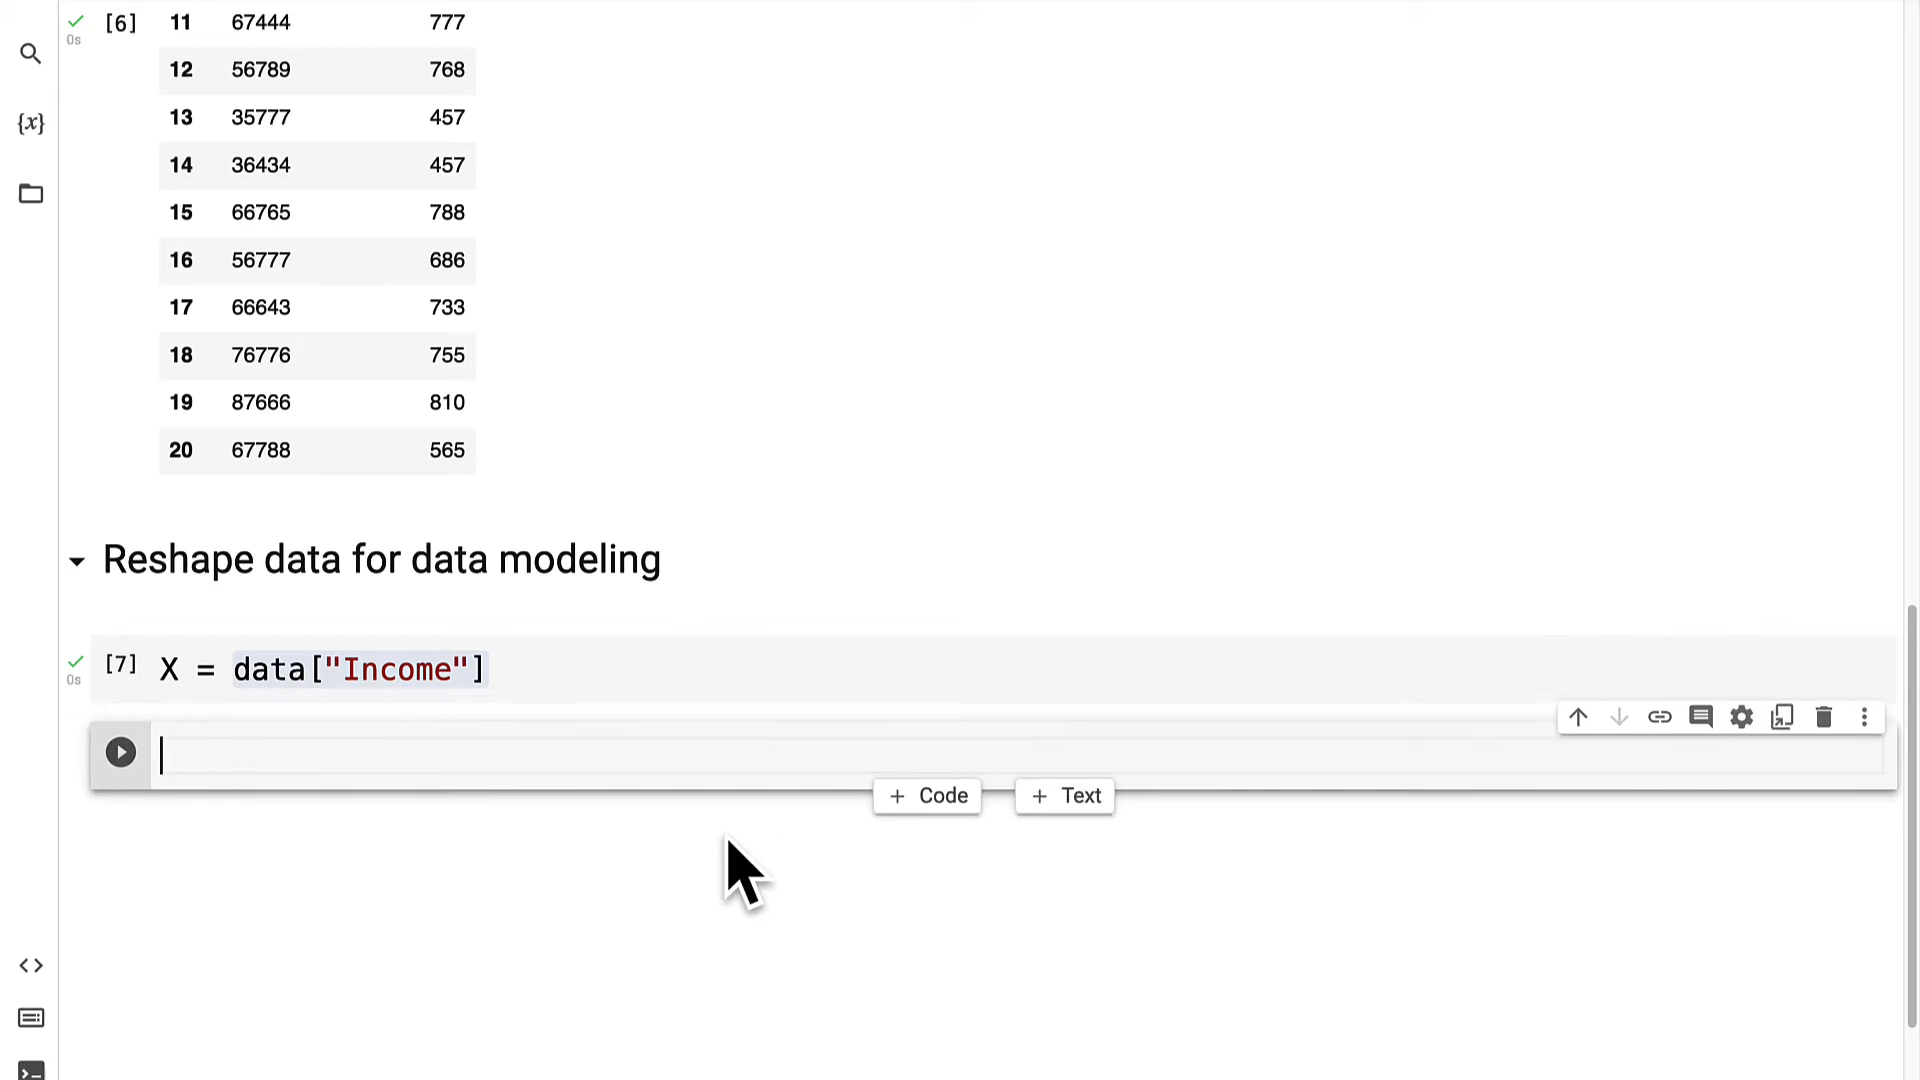 [6] 11 67444 777
0s
12 56789 768
{x} 13 35777 457
14 36434 457
15 66765 788
16 56777 686
17 66643 733
18 76776 755
19 87666 810
20 67788 565
Reshape data for data modeling
[7] X = data["Income"]
0s
+ Code + Text